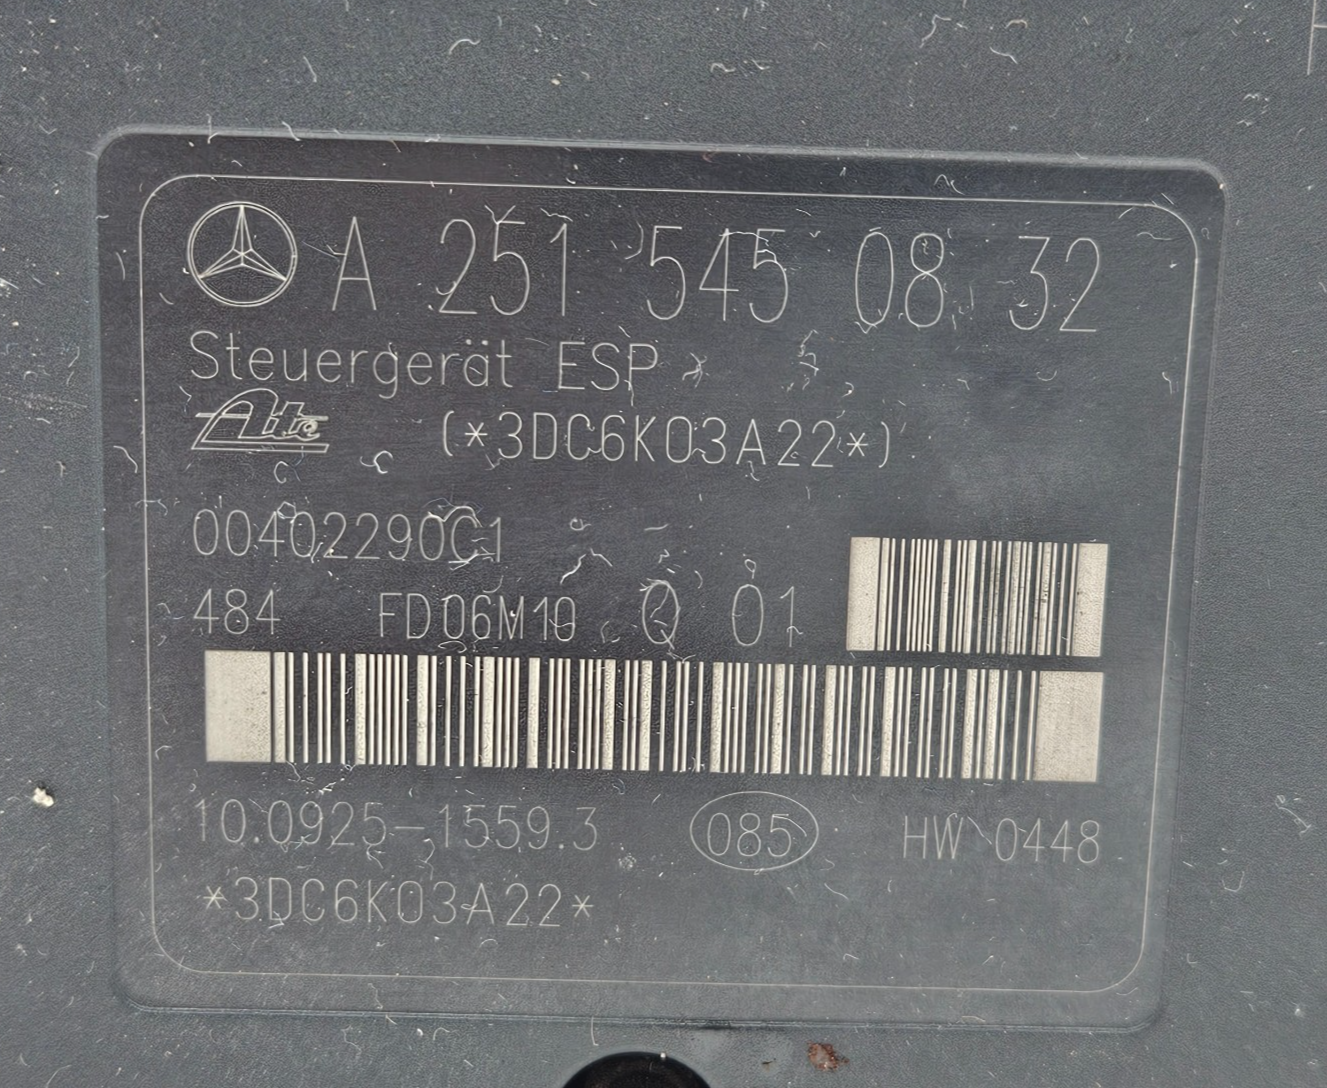 A 251 545 08 32
Steuergerät ESP
Ate (*3DC6K03A22*)
00402290C1
484 FD06M10 Q 01
10.0925-1559.3 085 HW 0448
*3DC6K03A22*